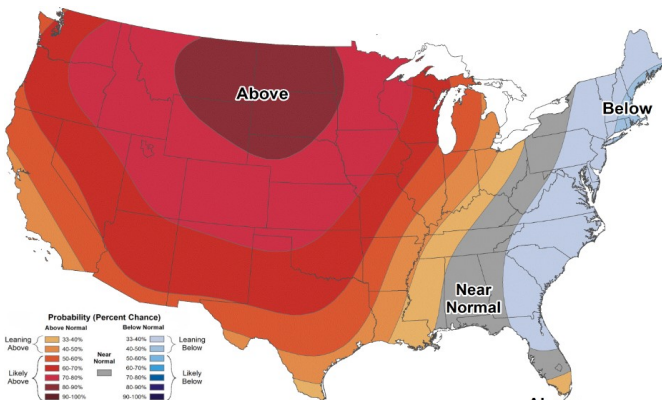 Above
Below
Near
Normal
Probability (Percent Chance)
Above Normal
Below Normal
Leaning
Above
33-40%
40-50%
Near
Normal
33-40%
40-50%
Leaning
Below
Likely
Above
50-60%
60-70%
70-80%
80-90%
90-100%
50-60%
60-70%
70-80%
80-90%
90-100%
Likely
Below